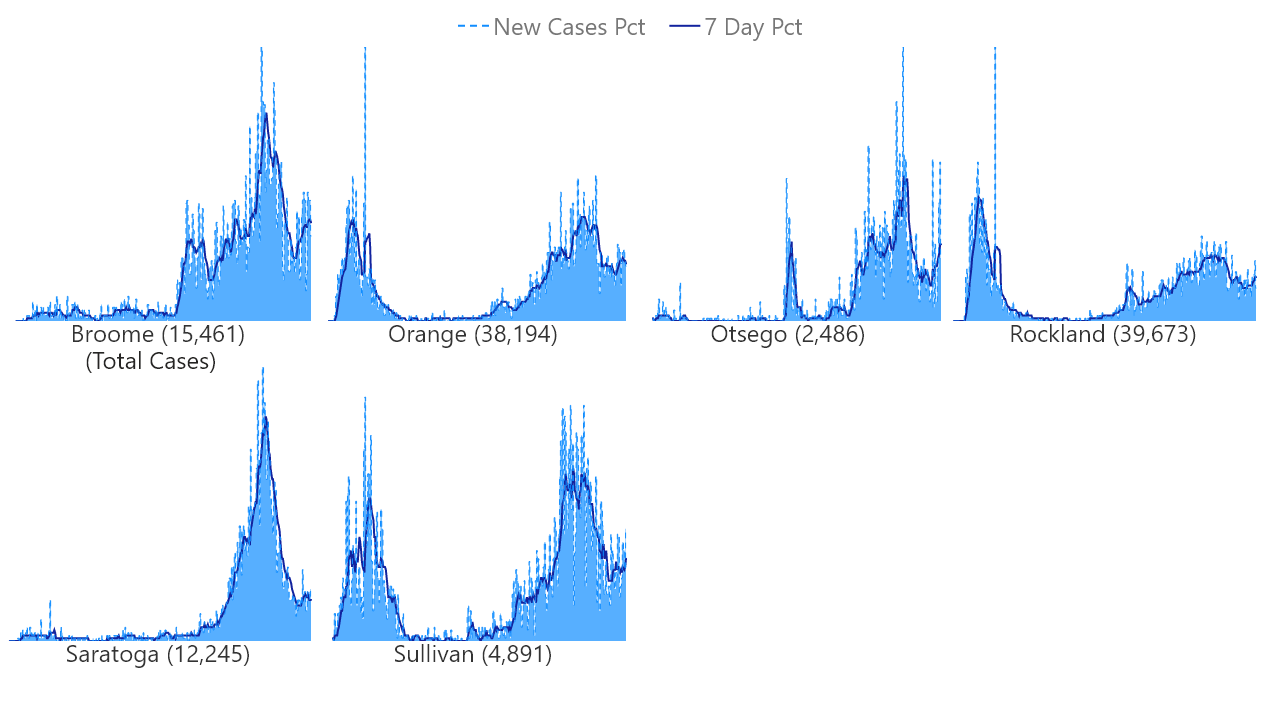 New Cases Pct 7 Day Pct
Broome (15,461)
(Total Cases)
Orange (38,194)
Otsego (2,486)
Rockland (39,673)
Saratoga (12,245)
Sullivan (4,891)